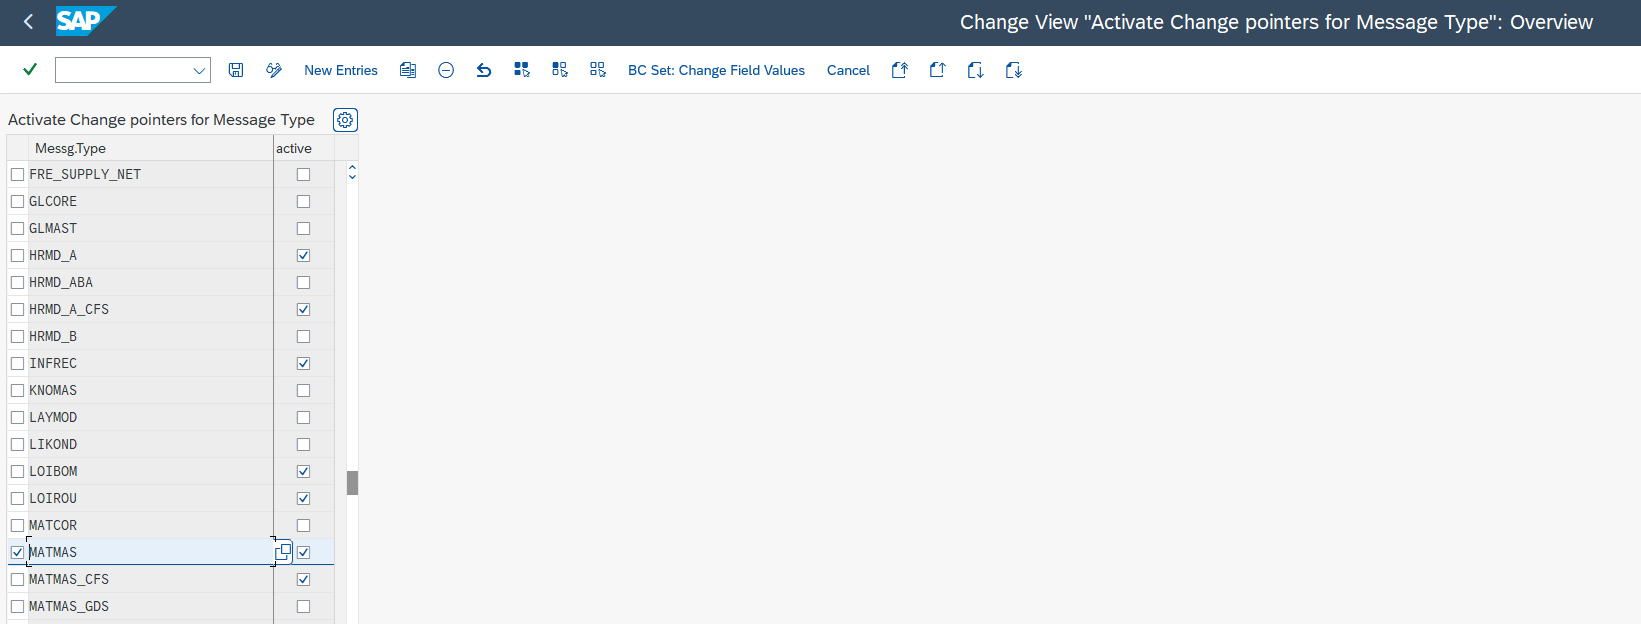 SAP
Change View "Activate Change pointers for Message Type": Overview
New Entries
BC Set: Change Field Values
Cancel
Activate Change pointers for Message Type
Messg.Type active
FRE_SUPPLY_NET
GLCORE
GLMAST
HRMD_A
HRMD_ABA
HRMD_A_CFS
HRMD_B
INFREC
KNOMAS
LAYMOD
LIKOND
LOIBOM
LOIROU
MATCOR
MATMAS
MATMAS_CFS
MATMAS_GDS